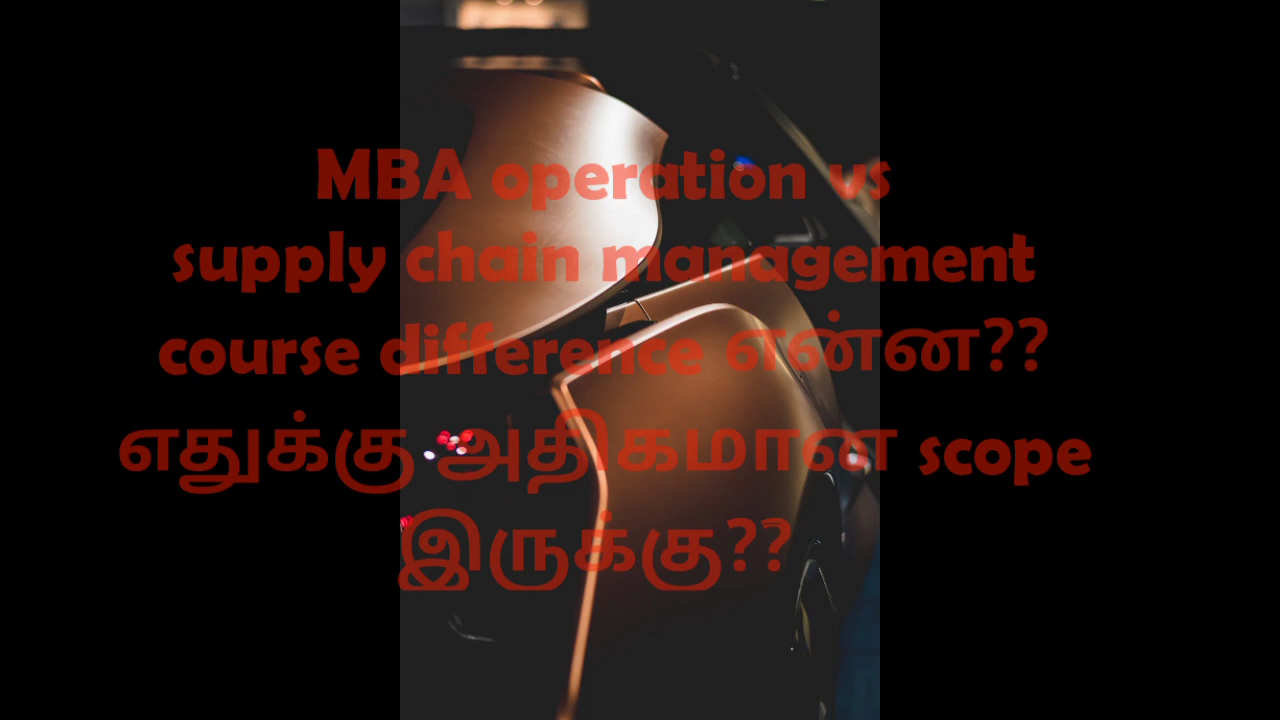 MBA operation vs
supply chain management
course difference என்ன??
எதுக்கு அதிகமான scope
இருக்கு??